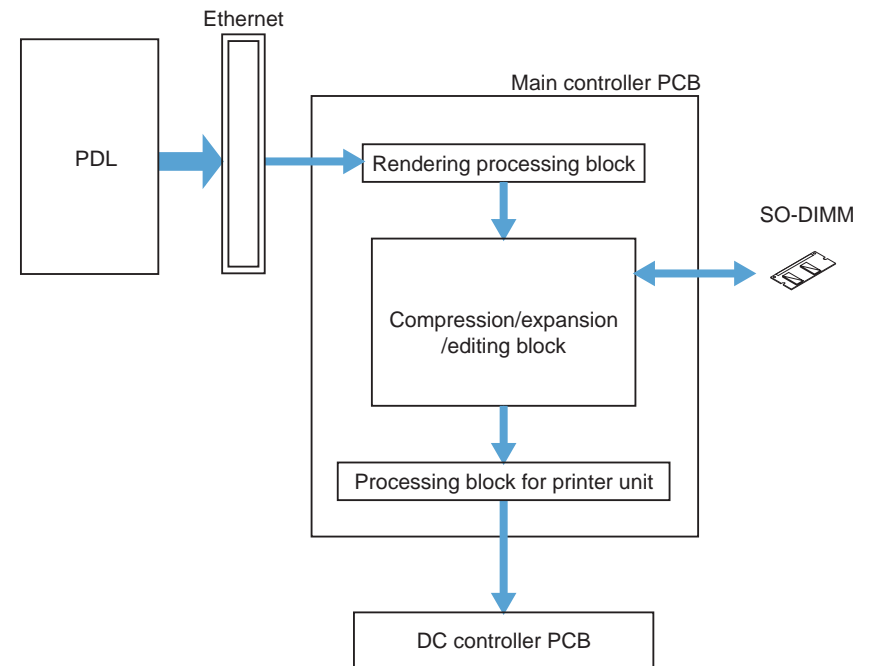 Ethernet
Main controller PCB
PDL
Rendering processing block
SO-DIMM
Compression/expansion
/editing block
Processing block for printer unit
DC controller PCB